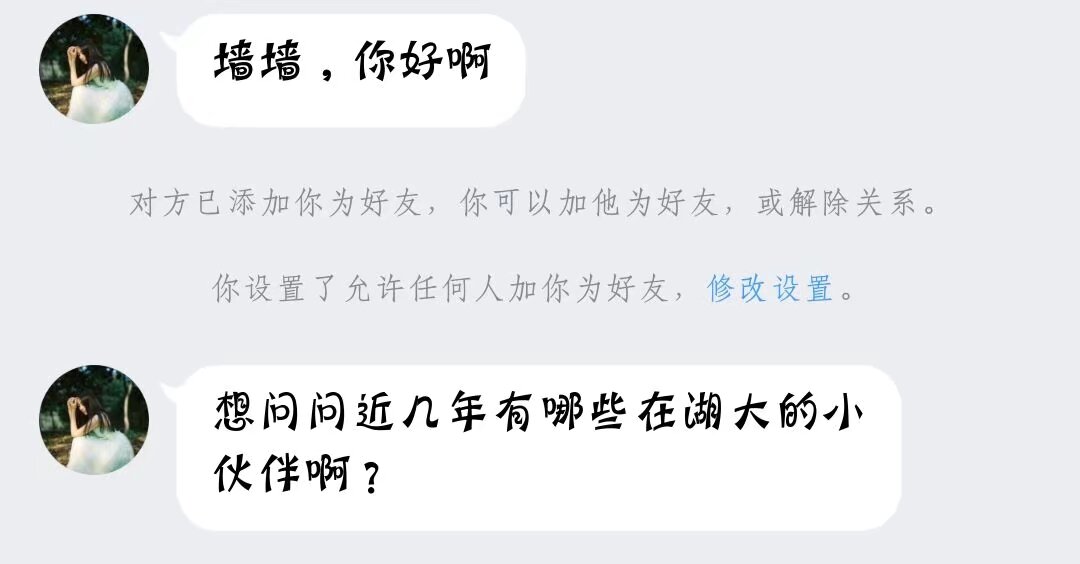 墙墙，你好啊
对方已添加你为好友，你可以加他为好友，或解除关系。
你设置了允许任何人加你为好友，修改设置。
想问问近几年有哪些在湖大的小
伙伴啊？